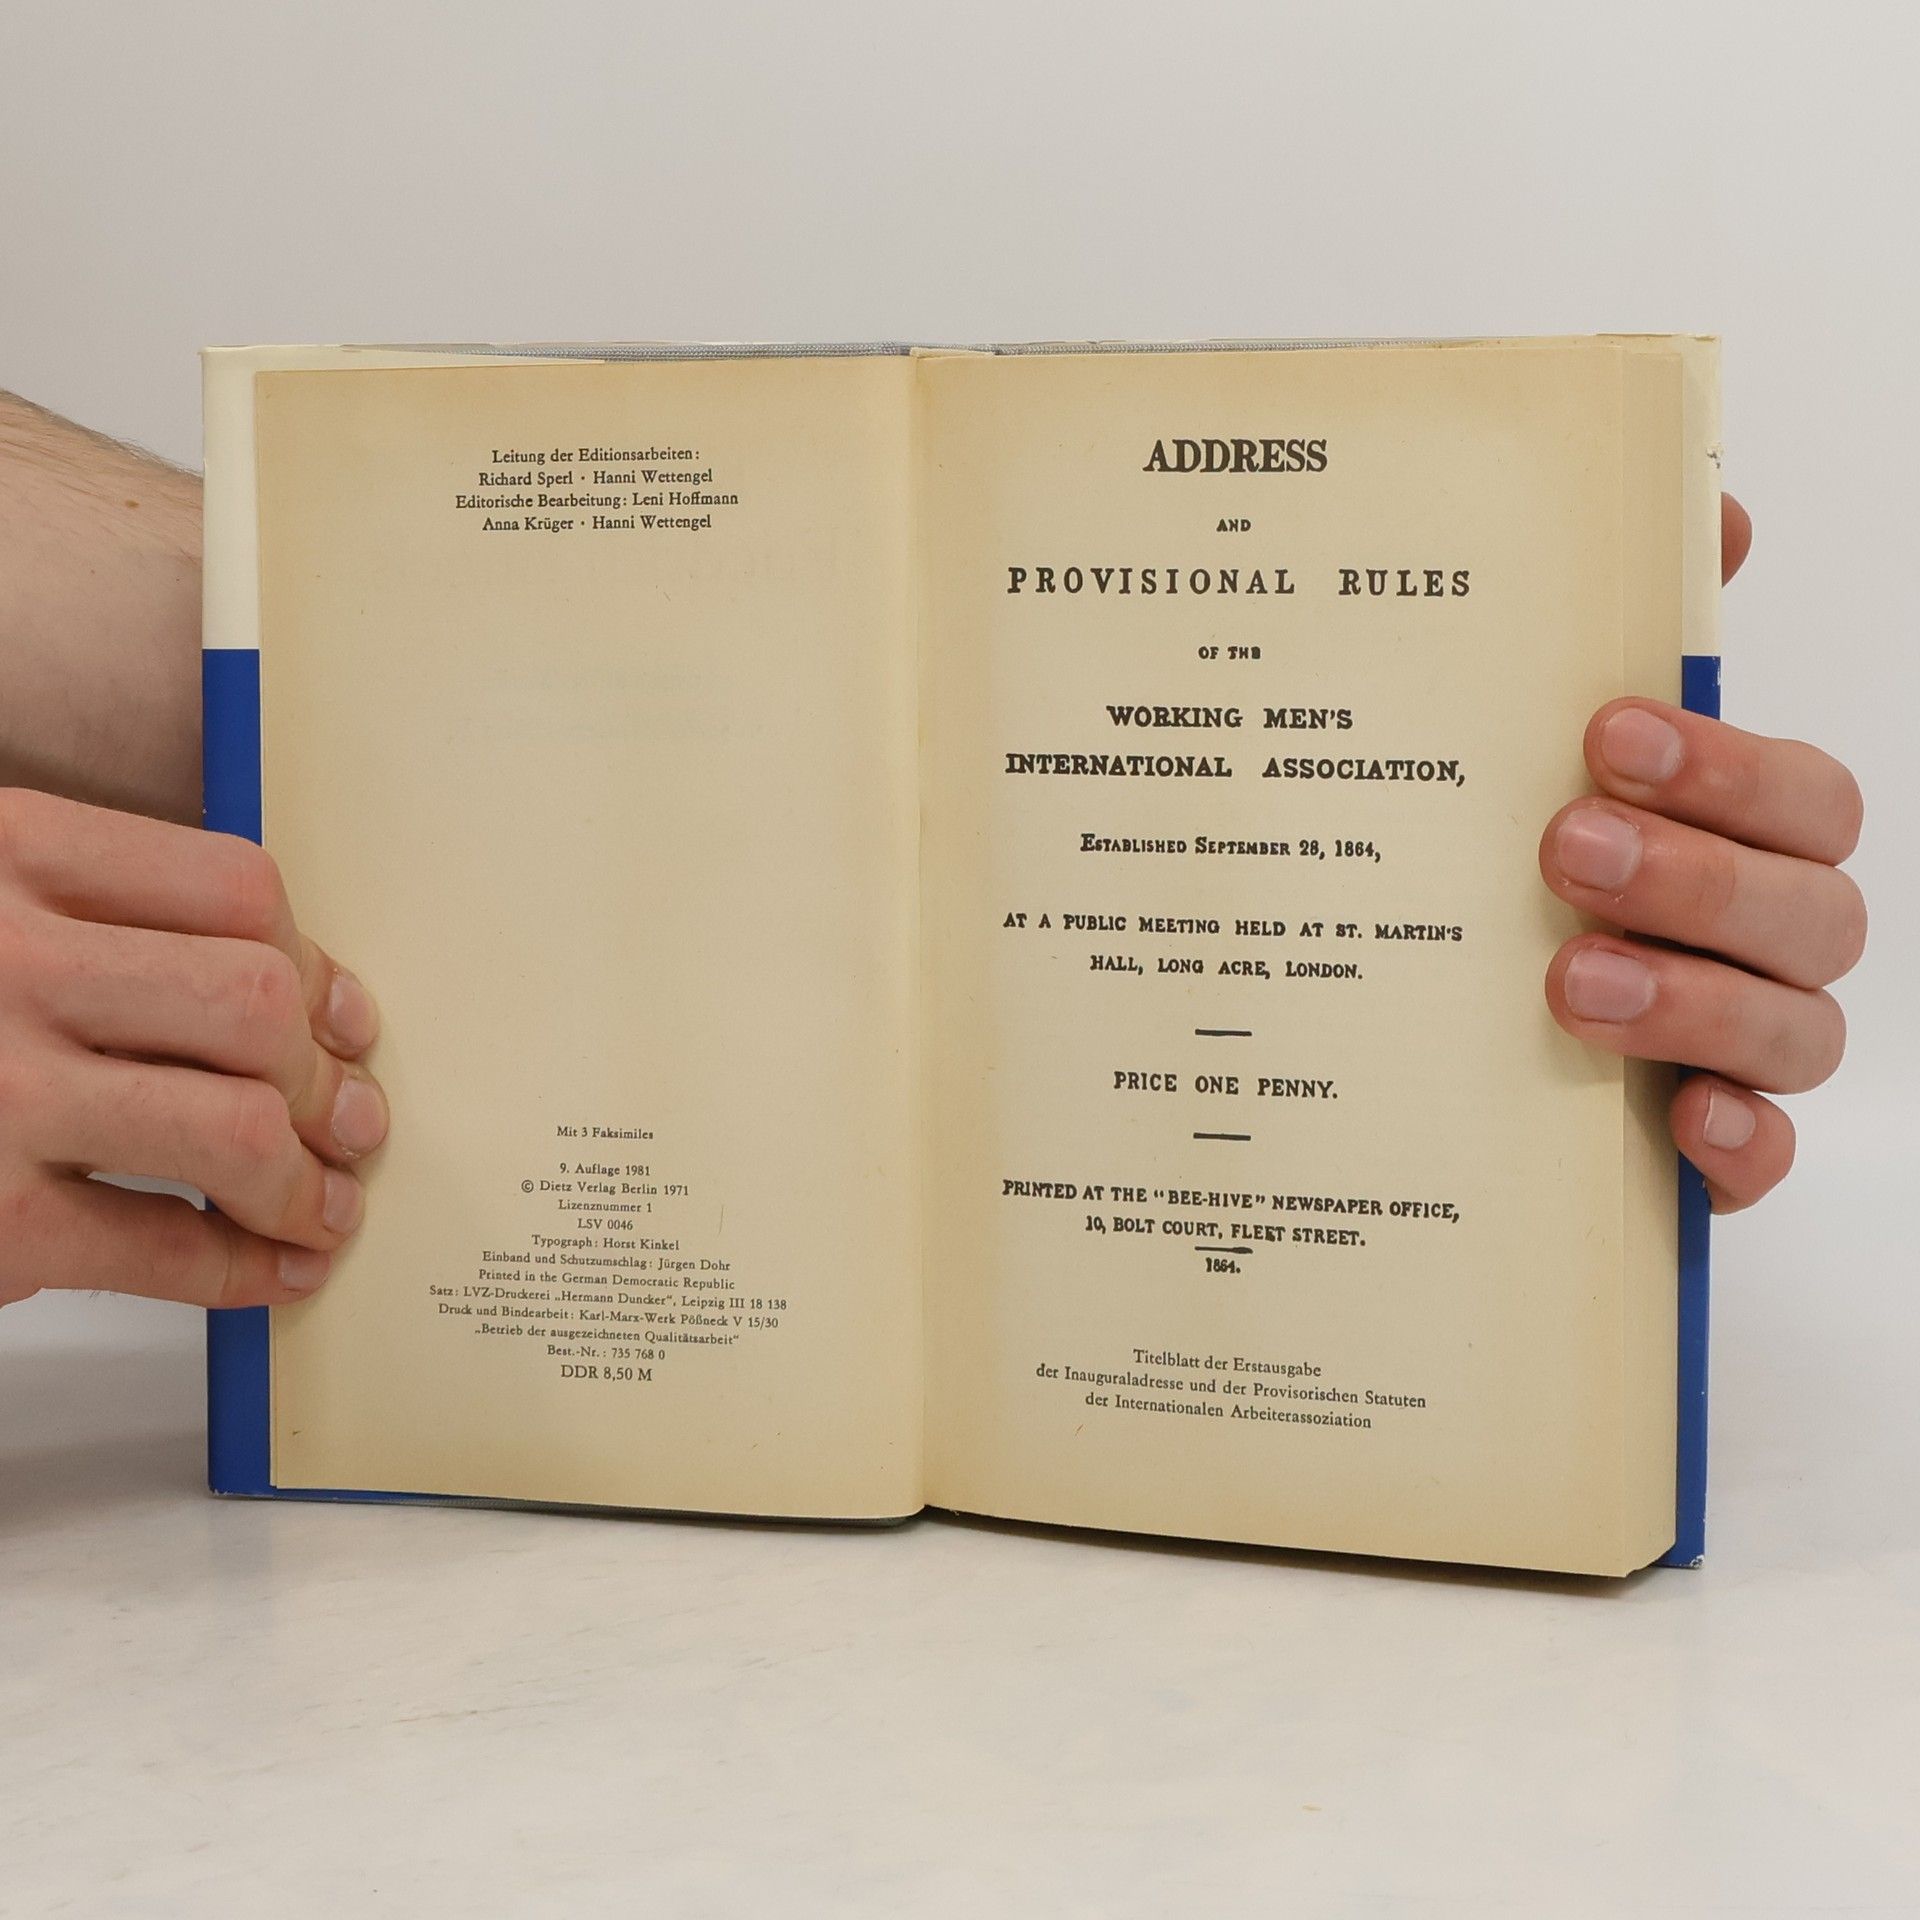 Leitung der Editionsarbeiten:
Richard Sperl · Hanni Wettengel
Editorische Bearbeitung: Leni Hoffmann
Anna Krüger · Hanni Wettengel
Mit 3 Faksimiles
9. Auflage 1981
© Dietz Verlag Berlin 1971
Lizenznummer 1
LSV 0046
Typograph: Horst Kinkel
Einband und Schutzumschlag: Jürgen Dohr
Printed in the German Democratic Republic
Satz: LVZ-Druckerei „Hermann Duncker“, Leipzig III 18 138
Druck und Bindearbeit: Karl-Marx-Werk Pößneck V 15/30
„Betrieb der ausgezeichneten Qualitätsarbeit“
Best.-Nr.: 735 768 0
DDR 8,50 M
ADDRESS
AND
PROVISIONAL RULES
OF THE
WORKING MEN'S
INTERNATIONAL ASSOCIATION,
ESTABLISHED SEPTEMBER 28, 1864,
AT A PUBLIC MEETING HELD AT ST. MARTIN'S
HALL, LONG ACRE, LONDON.
PRICE ONE PENNY.
PRINTED AT THE “BEE-HIVE” NEWSPAPER OFFICE,
10, BOLT COURT, FLEET STREET.
1864.
Titelblatt der Erstausgabe
der Inauguraladresse und der Provisorischen Statuten
der Internationalen Arbeiterassoziation